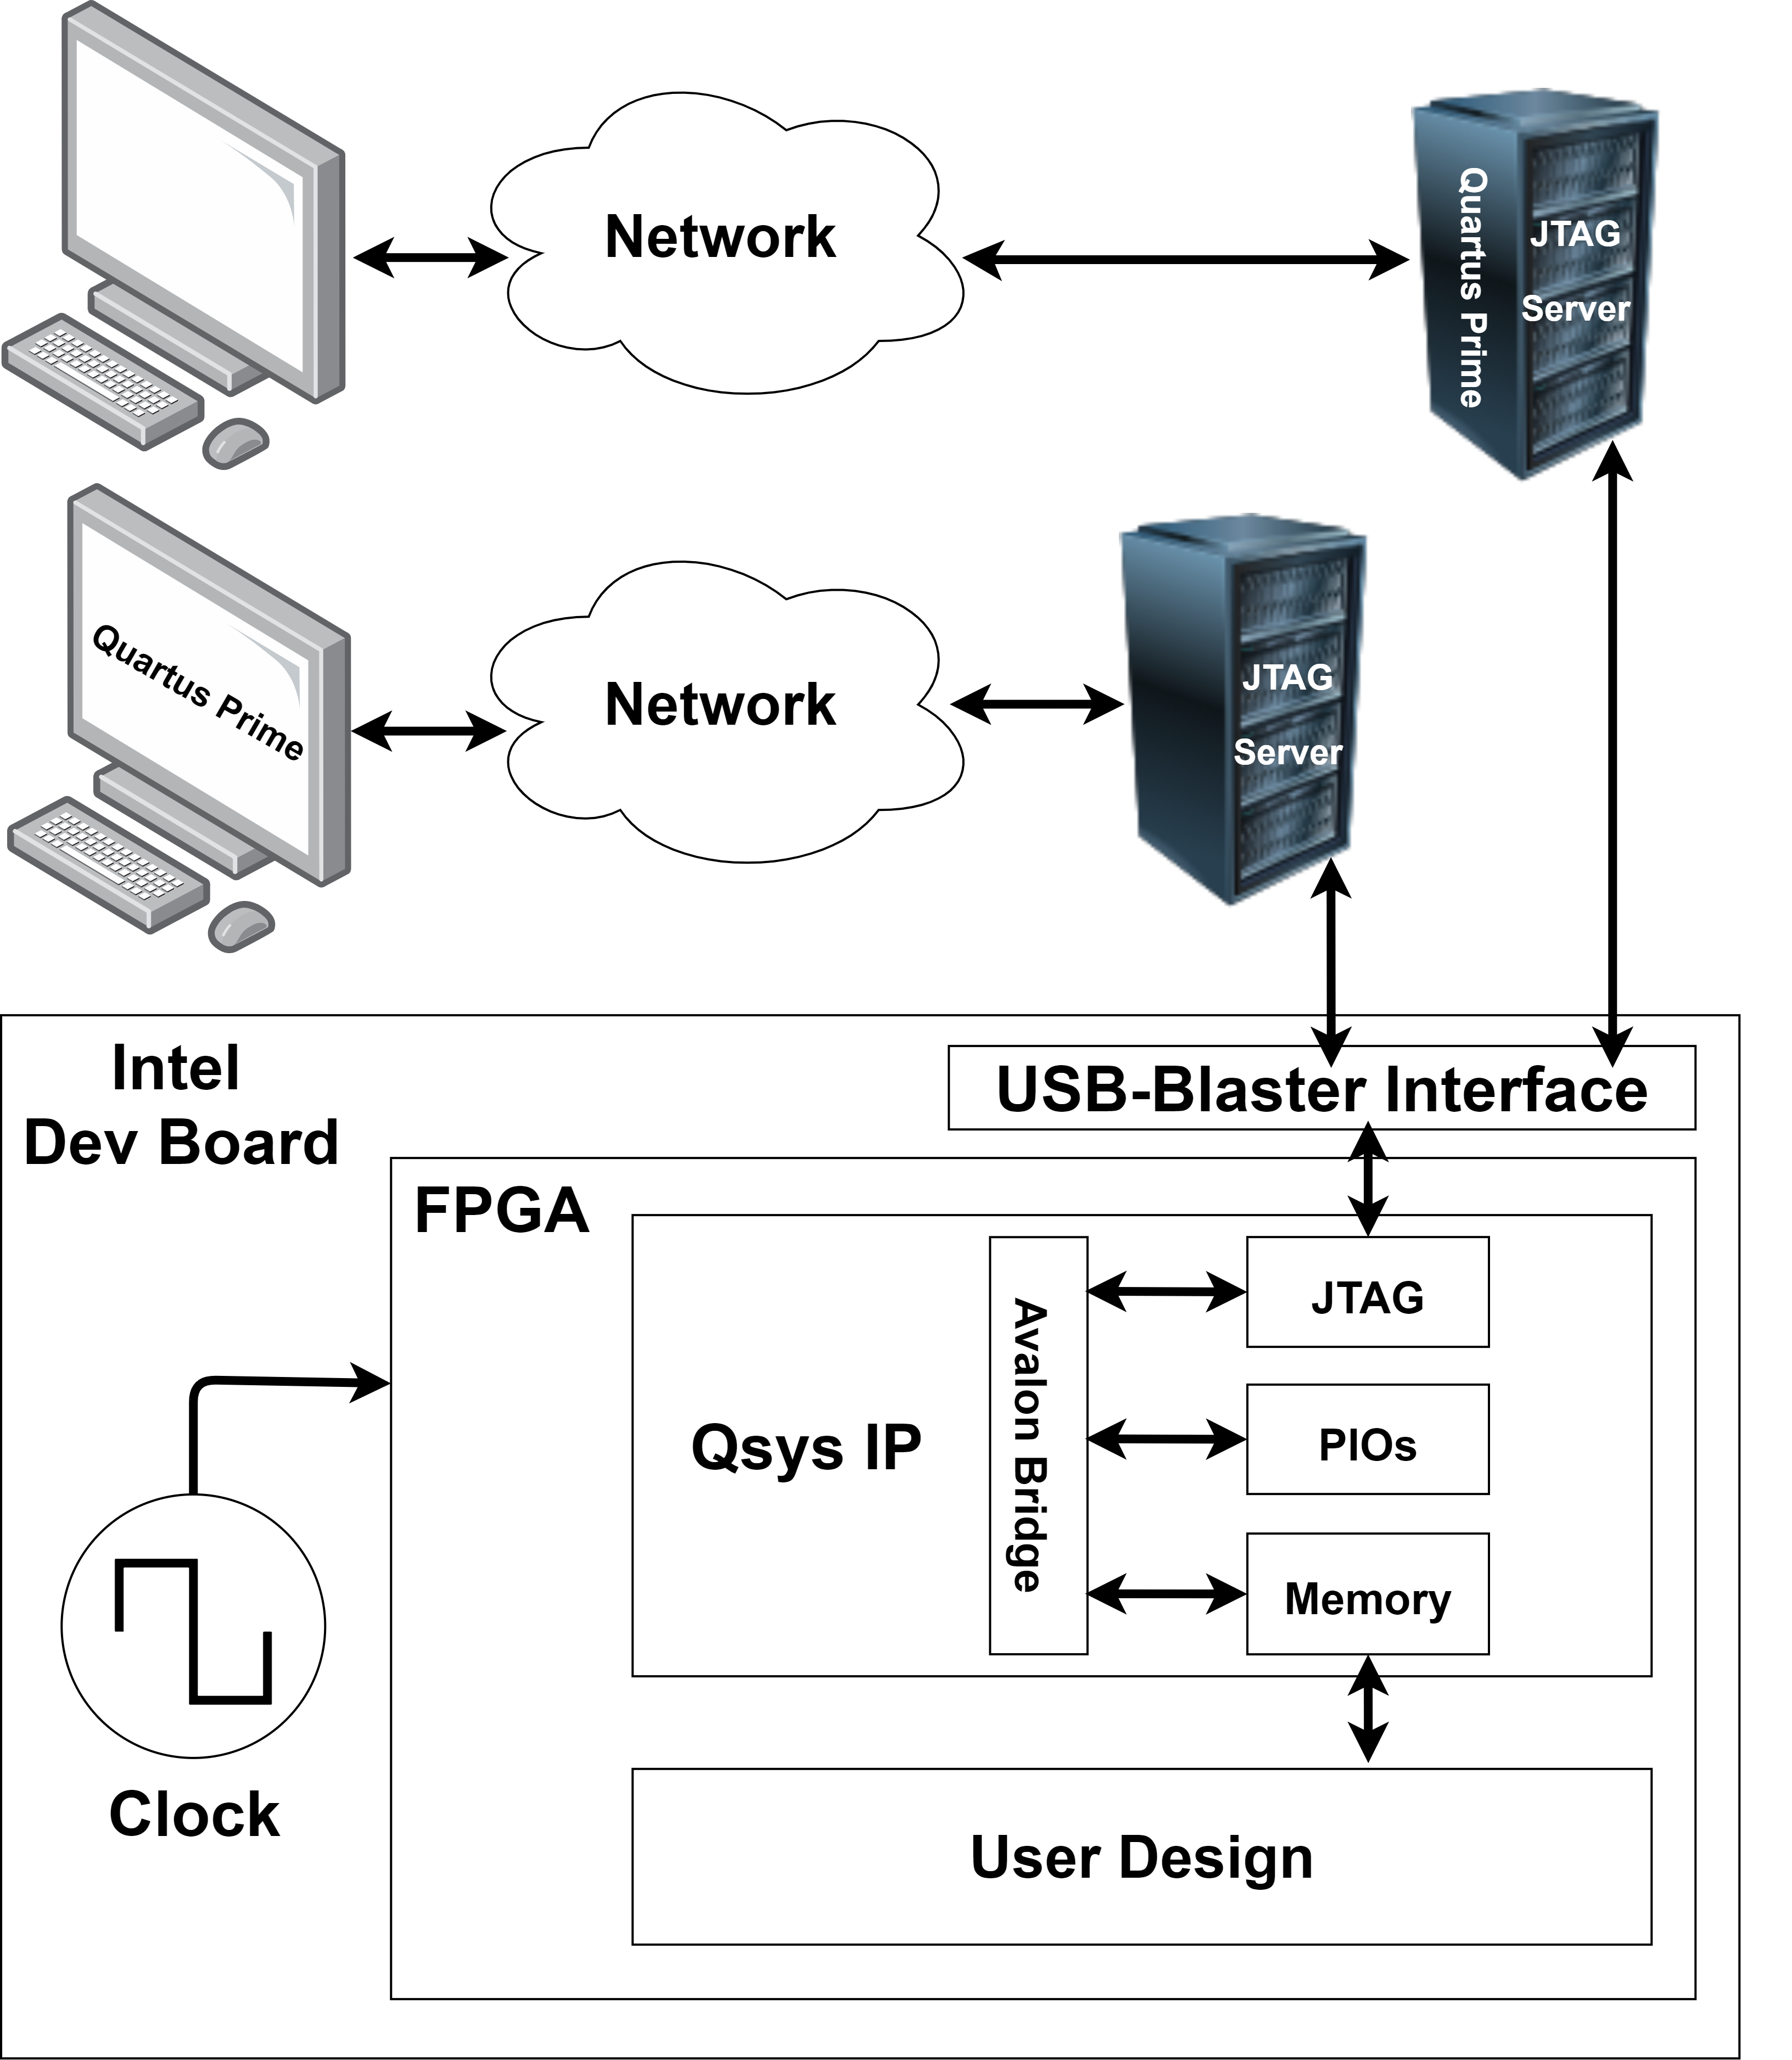 Network
Quartus Prime
JTAG
Server
Quartus Prime
Network
JTAG
Server
Intel
Dev Board
USB-Blaster Interface
FPGA
Qsys IP
Avalon Bridge
JTAG
PIOs
Memory
Clock
User Design